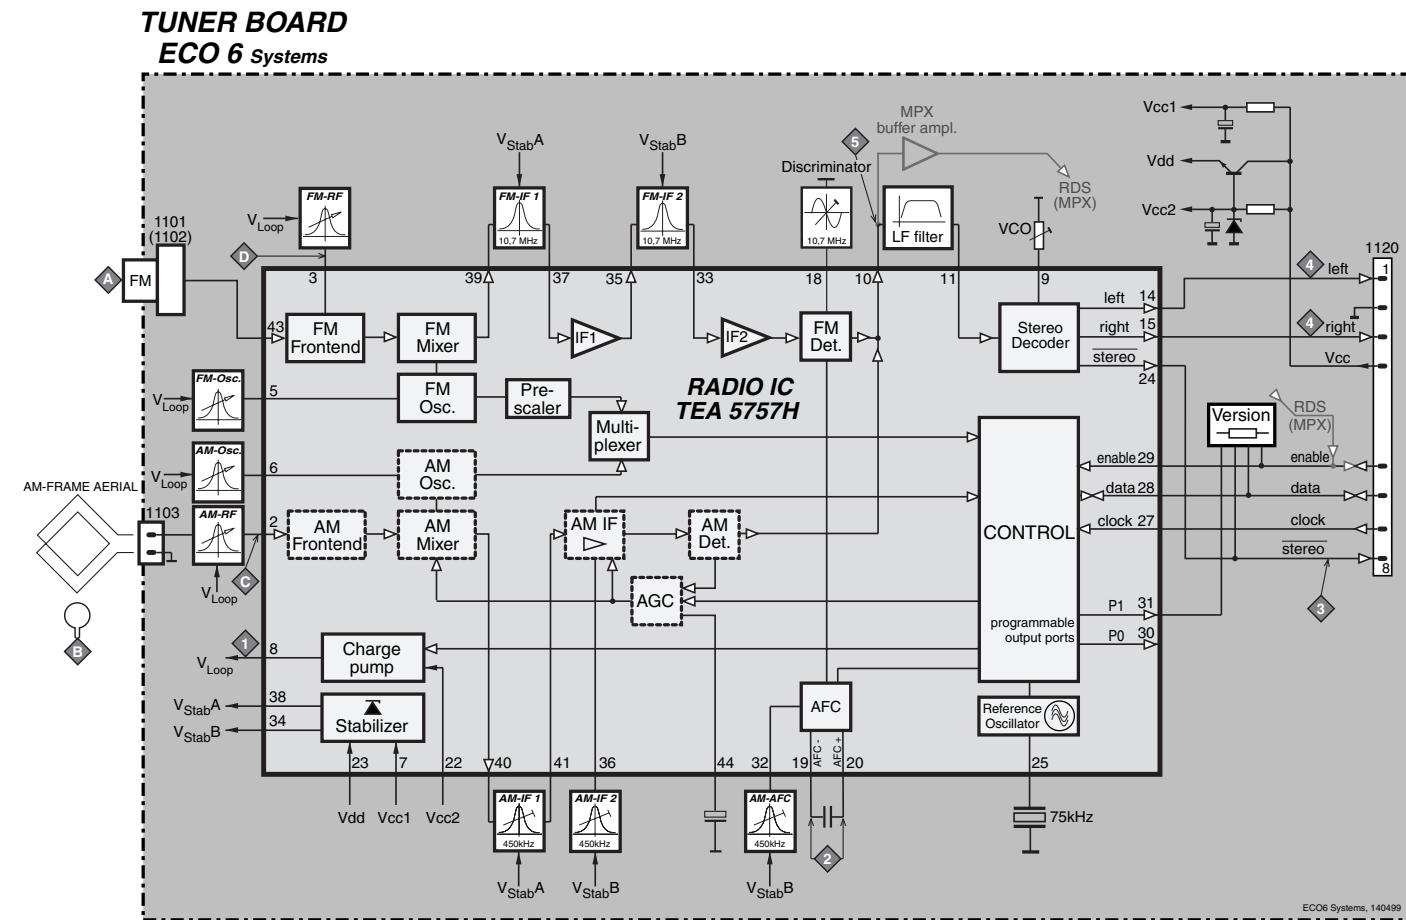 TUNER BOARD
ECO 6 Systems
Vcc1
Vdd
Vcc2
MPX
buffer ampl.
5
Discriminator
RDS
(MPX)
VStabA
VStabB
FM-RF
VLoop
D
FM-IF 1
10,7 MHz
FM-IF 2
10,7 MHz
10,7 MHz
LF filter
VCO
1101
(1102)
A
FM
1120
3
39
37
35
33
18
10
11
9
4
left
1
43
FM
Frontend
FM
Mixer
IF1
IF2
FM
Det.
Stereo
Decoder
left 14
right 15
stereo
24
4
right
Vcc
FM-Osc.
VLoop
5
FM
Osc.
Pre-
scaler
RADIO IC
TEA 5757H
Multi-
plexer
Version
RDS
(MPX)
AM-Osc.
VLoop
6
AM
Osc.
enable 29
enable
data 28
data
clock 27
clock
stereo
8
3
AM-FRAME AERIAL
1103
AM-RF
VLoop
2
C
AM
Frontend
AM
Mixer
AM IF
AM
Det.
AGC
CONTROL
programmable
output ports
P1 31
P0 30
B
1
8
VLoop
Charge
pump
VStabA
38
VStabB
34
Stabilizer
AFC
AFC -
AFC +
Reference
Oscillator
23
7
22
40
41
36
44
32
19
20
25
Vdd
Vcc1
Vcc2
AM-IF 1
450kHz
AM-IF 2
450kHz
AM-AFC
450kHz
2
75kHz
VStabA
VStabB
VStabB
ECO6 Systems, 140499